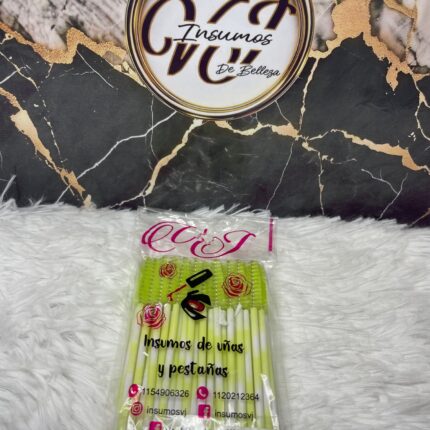 Insumos
De Belleza
Insumos de uñas
y pestañas
1154906326 1120212364
insumosvj insumosvj